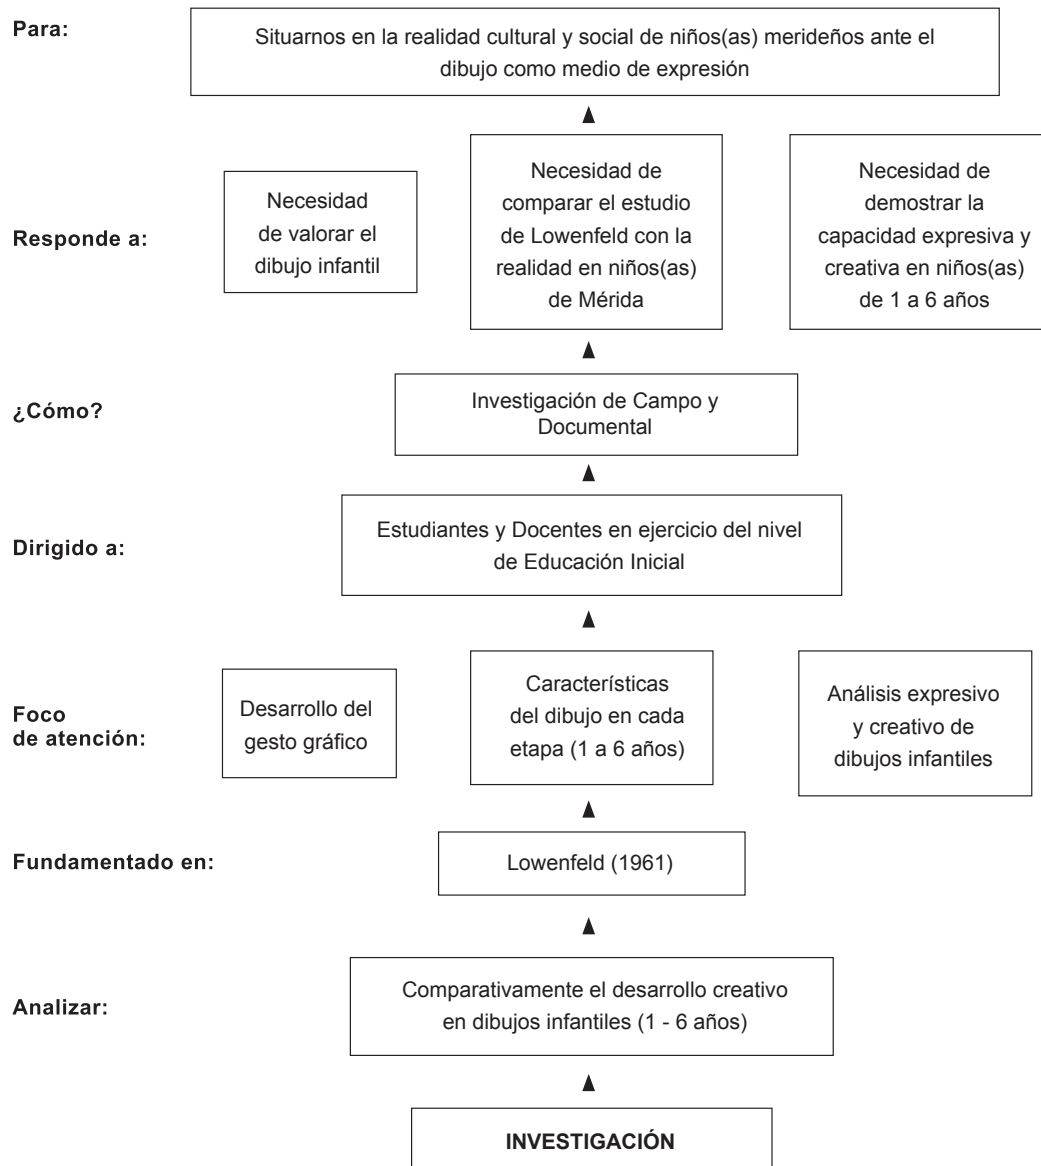 Para:
Situarnos en la realidad cultural y social de niños(as) merideños ante el
dibujo como medio de expresión
Responde a:
Necesidad
de valorar el
dibujo infantil
Necesidad de
comparar el estudio
de Lowenfeld con la
realidad en niños(as)
de Mérida
Necesidad de
demostrar la
capacidad expresiva y
creativa en niños(as)
de 1 a 6 años
¿Cómo?
Investigación de Campo y
Documental
Dirigido a:
Estudiantes y Docentes en ejercicio del nivel
de Educación Inicial
Foco
de atención:
Desarrollo del
gesto gráfico
Características
del dibujo en cada
etapa (1 a 6 años)
Análisis expresivo
y creativo de
dibujos infantiles
Fundamentado en:
Lowenfeld (1961)
Analizar:
Comparativamente el desarrollo creativo
en dibujos infantiles (1 - 6 años)
INVESTIGACIÓN